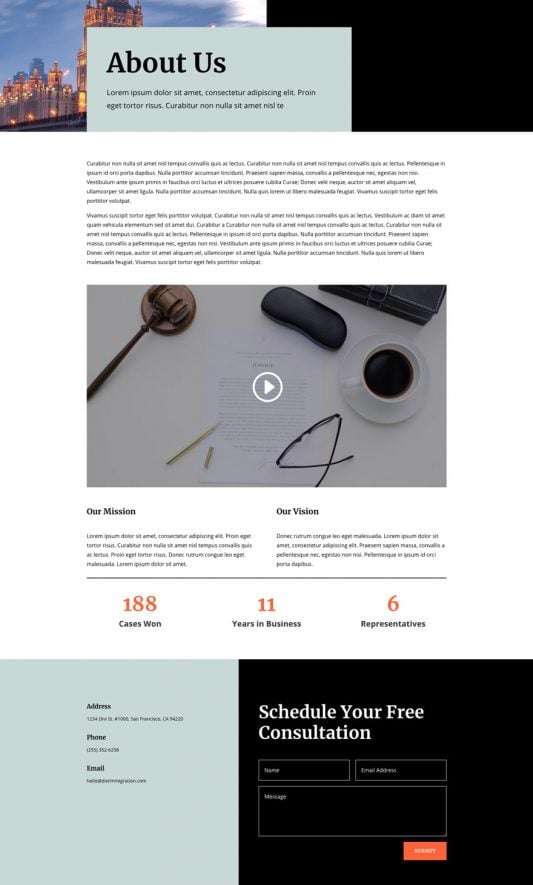 About Us
Lorem ipsum dolor sit amet, consectetur adipiscing elit. Proin
eget tortor risus. Curabitur non nulla sit amet nisl te
Curabitur non nulla sit amet nisl tempus convallis quis ac lectus. Curabitur non nulla sit amet nisl tempus convallis quis ac lectus. Pellentesque in
ipsum id orci porta dapibus. Nulla porttitor accumsan tincidunt. Praesent sapien massa, convallis a pellentesque nec, egestas non nisi.
Vestibulum ante ipsum primis in faucibus orci luctus et ultrices posuere cubilia Curae; Donec velit neque, auctor sit amet aliquam vel,
ullamcorper sit amet ligula. Nulla porttitor accumsan tincidunt. Nulla quis lorem ut libero malesuada feugiat. Vivamus suscipit tortor eget felis
porttitor volutpat.
Vivamus suscipit tortor eget felis porttitor volutpat. Curabitur non nulla sit amet nisl tempus convallis quis ac lectus. Vestibulum ac diam sit amet
quam vehicula elementum sed sit amet dui. Curabitur a Curabitur non nulla sit amet nisl tempus convallis quis ac lectus. Curabitur non nulla sit
amet nisl tempus convallis quis ac lectus. Pellentesque in ipsum id orci porta dapibus. Nulla porttitor accumsan tincidunt. Praesent sapien
massa, convallis a pellentesque nec, egestas non nisi. Vestibulum ante ipsum primis in faucibus orci luctus et ultrices posuere cubilia Curae;
Donec velit neque, auctor sit amet aliquam vel, ullamcorper sit amet ligula. Nulla porttitor accumsan tincidunt. Nulla quis lorem ut libero
malesuada feugiat. Vivamus suscipit tortor eget felis porttitor volutpat.
JUSTICE
Our Mission
Lorem ipsum dolor sit amet, consectetur adipiscing elit. Proin eget
tortor risus. Curabitur non nulla sit amet nisl tempus convallis quis
ac lectus. Proin eget tortor risus. Donec rutrum congue leo eget
malesuada. Lorem ipsum dolor sit amet.
Our Vision
Donec rutrum congue leo eget malesuada. Lorem ipsum dolor sit
amet, consectetur adipiscing elit. Praesent sapien massa, convallis a
pellentesque nec, egestas non nisi. Pellentesque in ipsum id orci
porta dapibus.
188
Cases Won
11
Years in Business
6
Representatives
Address
1234 Divi St. #1000, San Francisco, CA 94220
Phone
(255) 352-6258
Email
hello@divimmigration.com
Schedule Your Free
Consultation
Name
Email Address
Message
SUBMIT